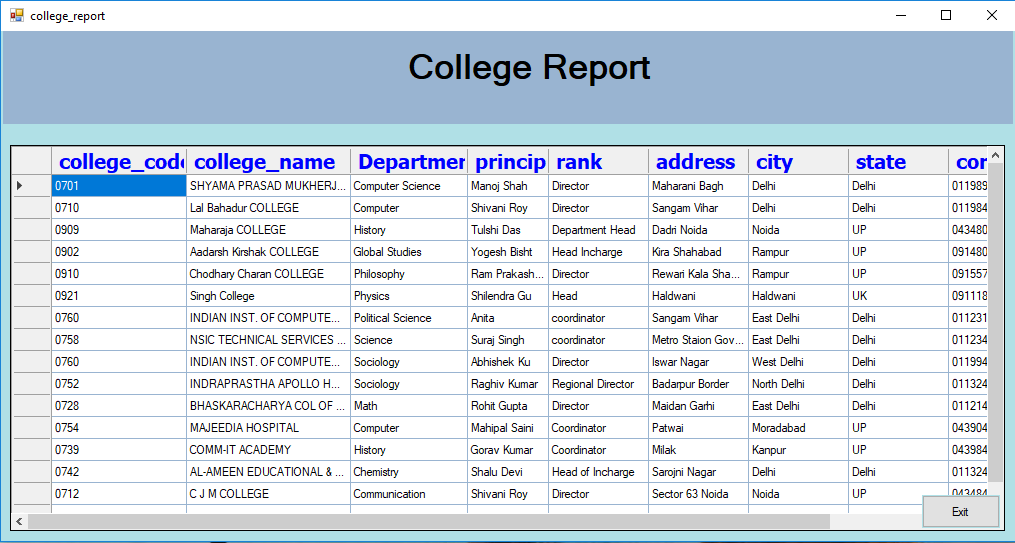 college_report
College Report
college_code college_name Departmen princip rank address city state con
0701 SHYAMA PRASAD MUKHERJ... Computer Science Manoj Shah Director Maharani Bagh Delhi Delhi 011989
0710 Lal Bahadur COLLEGE Computer Shivani Roy Director Sangam Vihar Delhi Delhi 011984
0909 Maharaja COLLEGE History Tulshi Das Department Head Dadri Noida Noida UP 043480
0902 Aadarsh Kirshak COLLEGE Global Studies Yogesh Bisht Head Incharge Kira Shahabad Rampur UP 091480
0910 Chodhary Charan COLLEGE Philosophy Ram Prakash... Director Rewari Kala Sha... Rampur UP 091557
0921 Singh College Physics Shilendra Gu Head Haldwani Haldwani UK 091118
0760 INDIAN INST. OF COMPUTE... Political Science Anita coordinator Sangam Vihar East Delhi Delhi 011231
0758 NSIC TECHNICAL SERVICES ... Science Suraj Singh coordinator Metro Staion Gov... East Delhi Delhi 011234
0760 INDIAN INST. OF COMPUTE... Sociology Abhishek Ku Director Iswar Nagar West Delhi Delhi 011994
0752 INDRAPRASTHA APOLLO H... Sociology Raghiv Kumar Regional Director Badarpur Border North Delhi Delhi 011324
0728 BHASKARACHARYA COL OF ... Math Rohit Gupta Director Maidan Garhi East Delhi Delhi 011214
0754 MAJEEDIA HOSPITAL Computer Mahipal Saini Coordinator Patwai Moradabad UP 043904
0739 COMM-IT ACADEMY History Gorav Kumar Coordinator Milak Kanpur UP 043984
0742 AL-AMEEN EDUCATIONAL & ... Chemistry Shalu Devi Head of Incharge Sarojni Nagar Delhi Delhi 011324
0712 C J M COLLEGE Communication Shivani Roy Director Sector 63 Noida Noida UP 043484
Exit